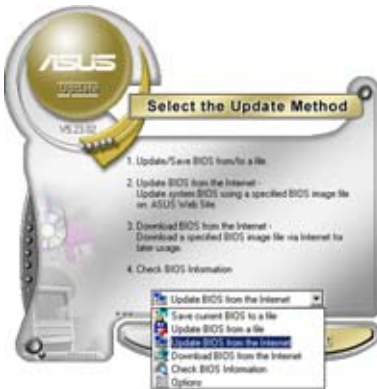 ASUS
Update
V5.23.02
Select the Update Method
1. Update/Save BIOS from/to a file
2. Update BIOS from the Internet -
Update system BIOS using a specified BIOS image file
on ASUS Web Site.
3. Download BIOS from the Internet -
Download a specified BIOS image file via Internet for
later usage.
4. Check BIOS Information
Update BIOS from the Internet
Save current BIOS to a file
Update BIOS from a file
Update BIOS from the Internet
Download BIOS from the Internet
Check BIOS Information
Options